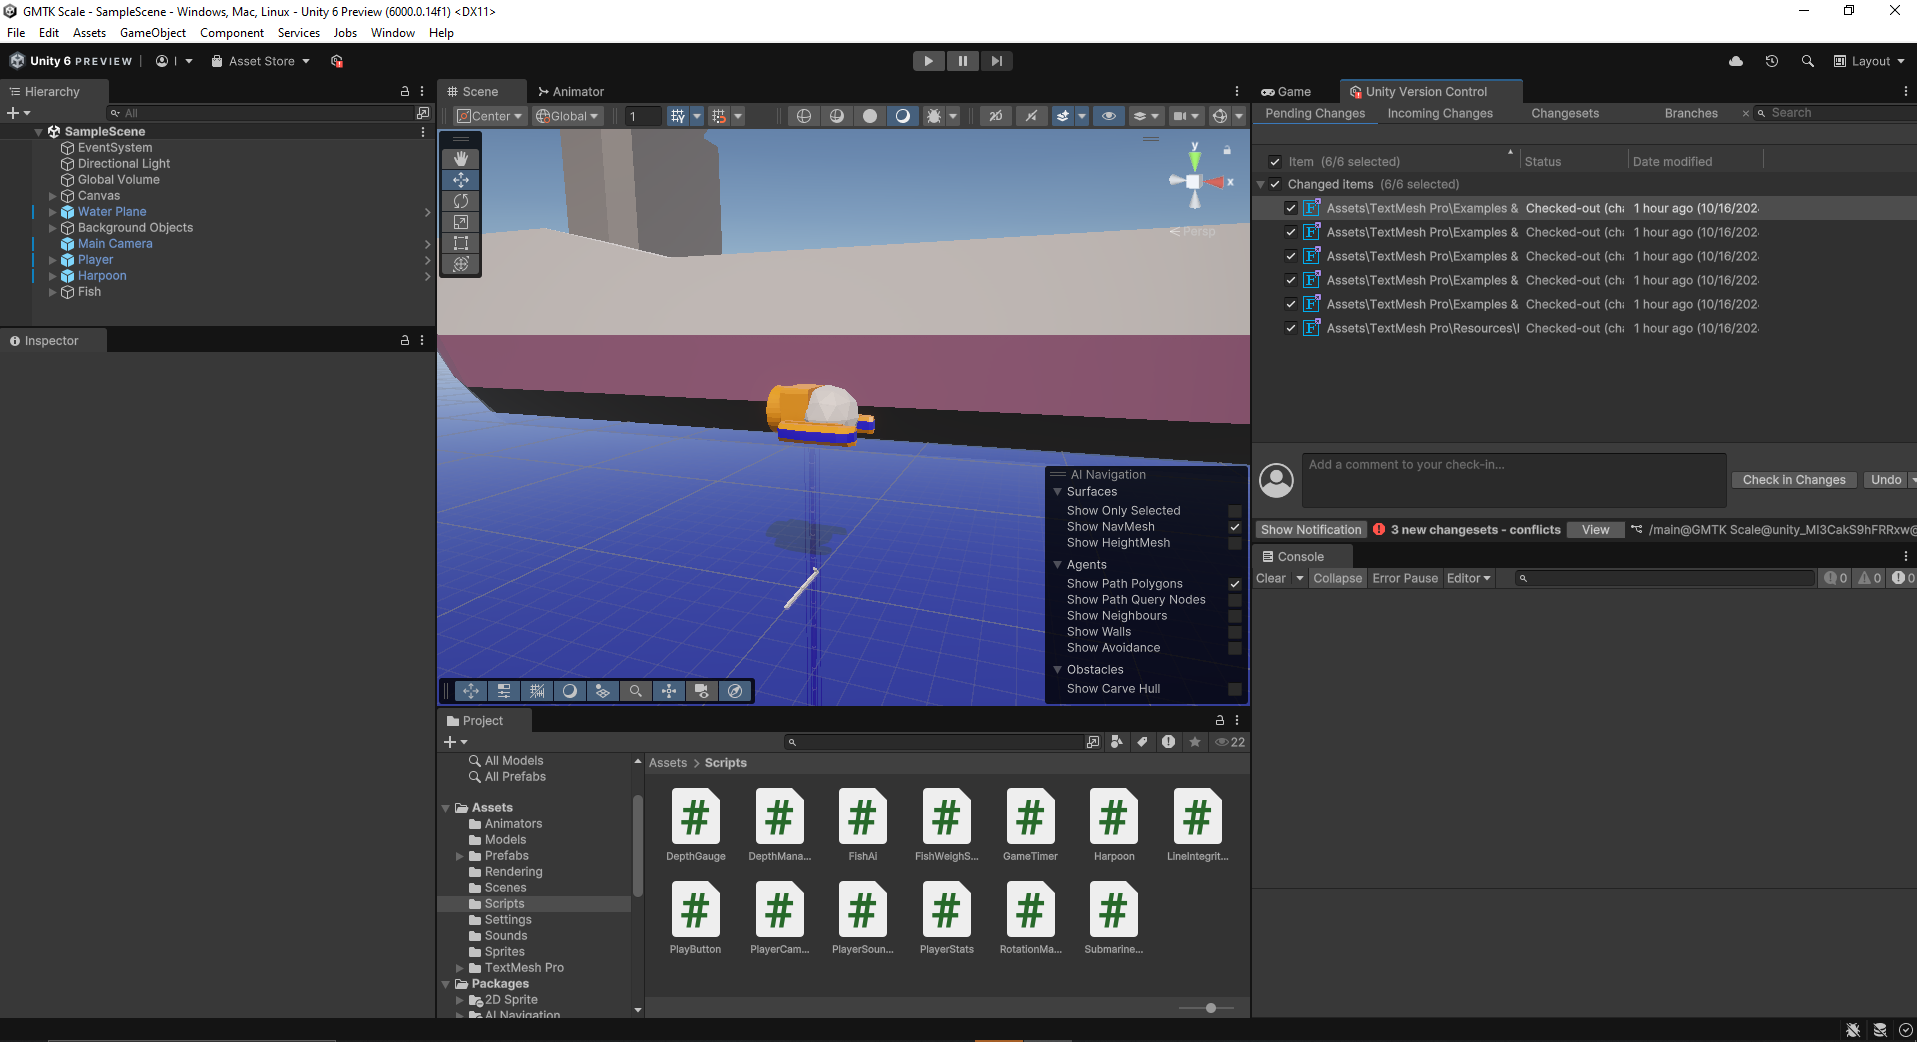 GMTK Scale - SampleScene - Windows, Mac, Linux - Unity 6 Preview (6000.0.14f1) <DX11>
File Edit Assets GameObject Component Services Jobs Window Help
Unity 6 PREVIEW I Asset Store Layout
Hierarchy
All
SampleScene
EventSystem
Directional Light
Global Volume
Canvas
Water Plane
Background Objects
Main Camera
Player
Harpoon
Fish
Inspector
Scene Animator
Center Global 1 2D
y
x
Persp
AI Navigation
Surfaces
Show Only Selected
Show NavMesh
Show HeightMesh
Agents
Show Path Polygons
Show Path Query Nodes
Show Neighbours
Show Walls
Show Avoidance
Obstacles
Show Carve Hull
Project
22
All Models
All Prefabs
Assets
Animators
Models
Prefabs
Rendering
Scenes
Scripts
Settings
Sounds
Sprites
TextMesh Pro
Packages
2D Sprite
AI Navigation
Assets > Scripts
DepthGauge DepthMana... FishAi FishWeighS... GameTimer Harpoon LineIntegrit...
PlayButton PlayerCam... PlayerSoun... PlayerStats RotationMa... Submarine...
Game Unity Version Control
Pending Changes Incoming Changes Changesets Branches × Search
Item (6/6 selected) Status Date modified
Changed items (6/6 selected)
Assets\TextMesh Pro\Examples & Checked-out (cha 1 hour ago (10/16/202
Assets\TextMesh Pro\Examples & Checked-out (cha 1 hour ago (10/16/202
Assets\TextMesh Pro\Examples & Checked-out (cha 1 hour ago (10/16/202
Assets\TextMesh Pro\Examples & Checked-out (cha 1 hour ago (10/16/202
Assets\TextMesh Pro\Examples & Checked-out (cha 1 hour ago (10/16/202
Assets\TextMesh Pro\Resources\ Checked-out (cha 1 hour ago (10/16/202
Add a comment to your check-in...
Check In Changes Undo
Show Notification 3 new changesets - conflicts View /main@GMTK Scale@unity_MI3CakS9hFRRxw@
Console
Clear Collapse Error Pause Editor 0 0 0